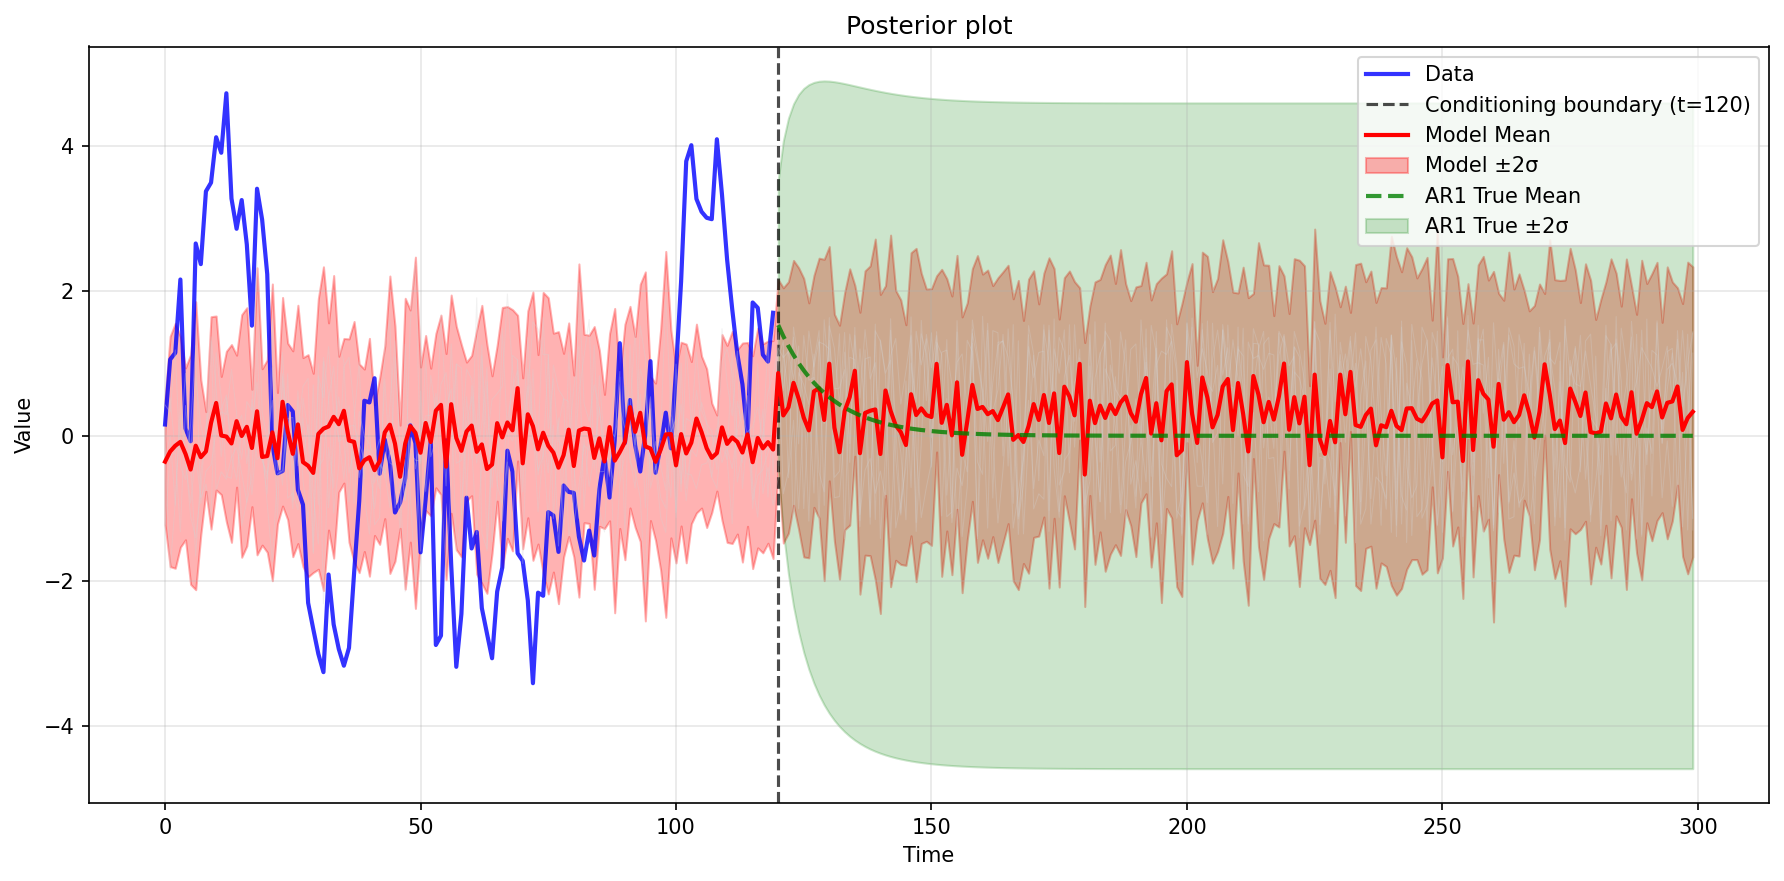 Posterior plot
Value
4
2
0
−2
−4
0
50
100
150
200
250
300
Time
Data
Conditioning boundary (t=120)
Model Mean
Model ±2σ
AR1 True Mean
AR1 True ±2σ